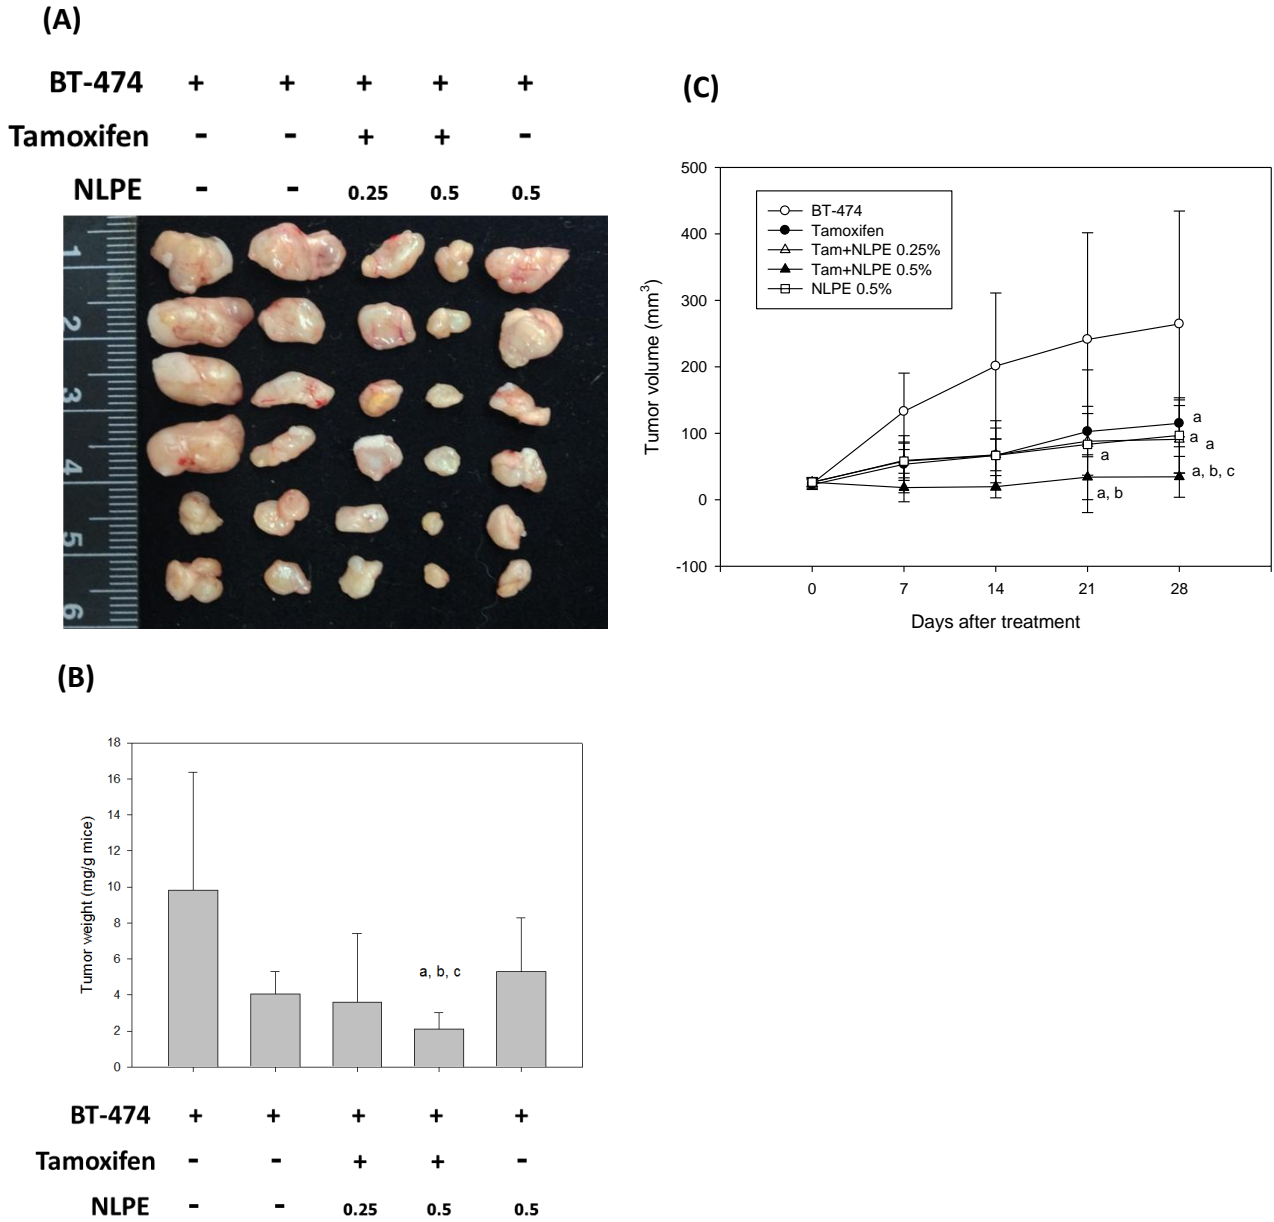 (A)
BT-474 + + + + +
Tamoxifen - - + + -
NLPE - - 0.25 0.5 0.5
1
2
3
4
5
6
(C)
500
400
300
200
100
0
-100
Tumor volume (mm³)
BT-474
Tamoxifen
Tam+NLPE 0.25%
Tam+NLPE 0.5%
NLPE 0.5%
a
a
a
a
a, b, c
a, b
0 7 14 21 28
Days after treatment
(B)
18
16
14
12
10
8
6
4
2
0
Tumor weight (mg/g mice)
a, b, c
BT-474 + + + + +
Tamoxifen - - + + -
NLPE - - 0.25 0.5 0.5